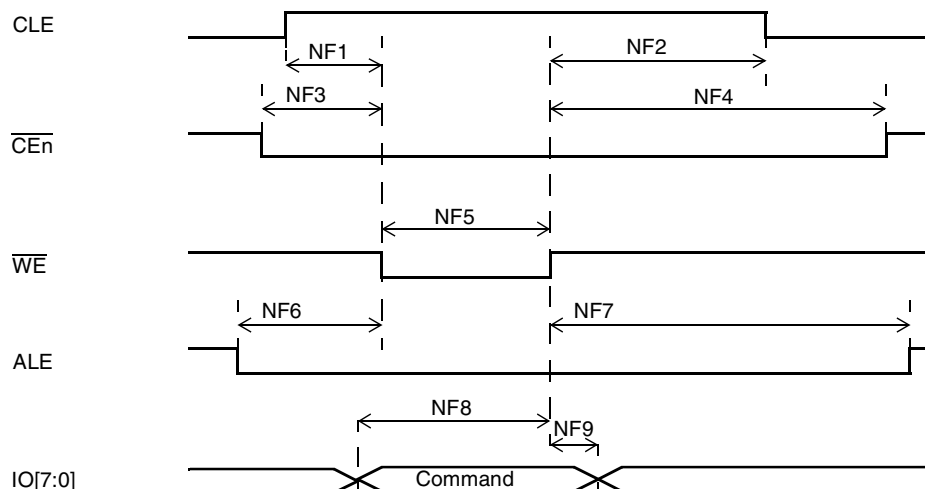 CLE
NF1
NF2
NF3
NF4
CEn
NF5
WE
NF6
NF7
ALE
NF8
NF9
IO[7:0]
Command